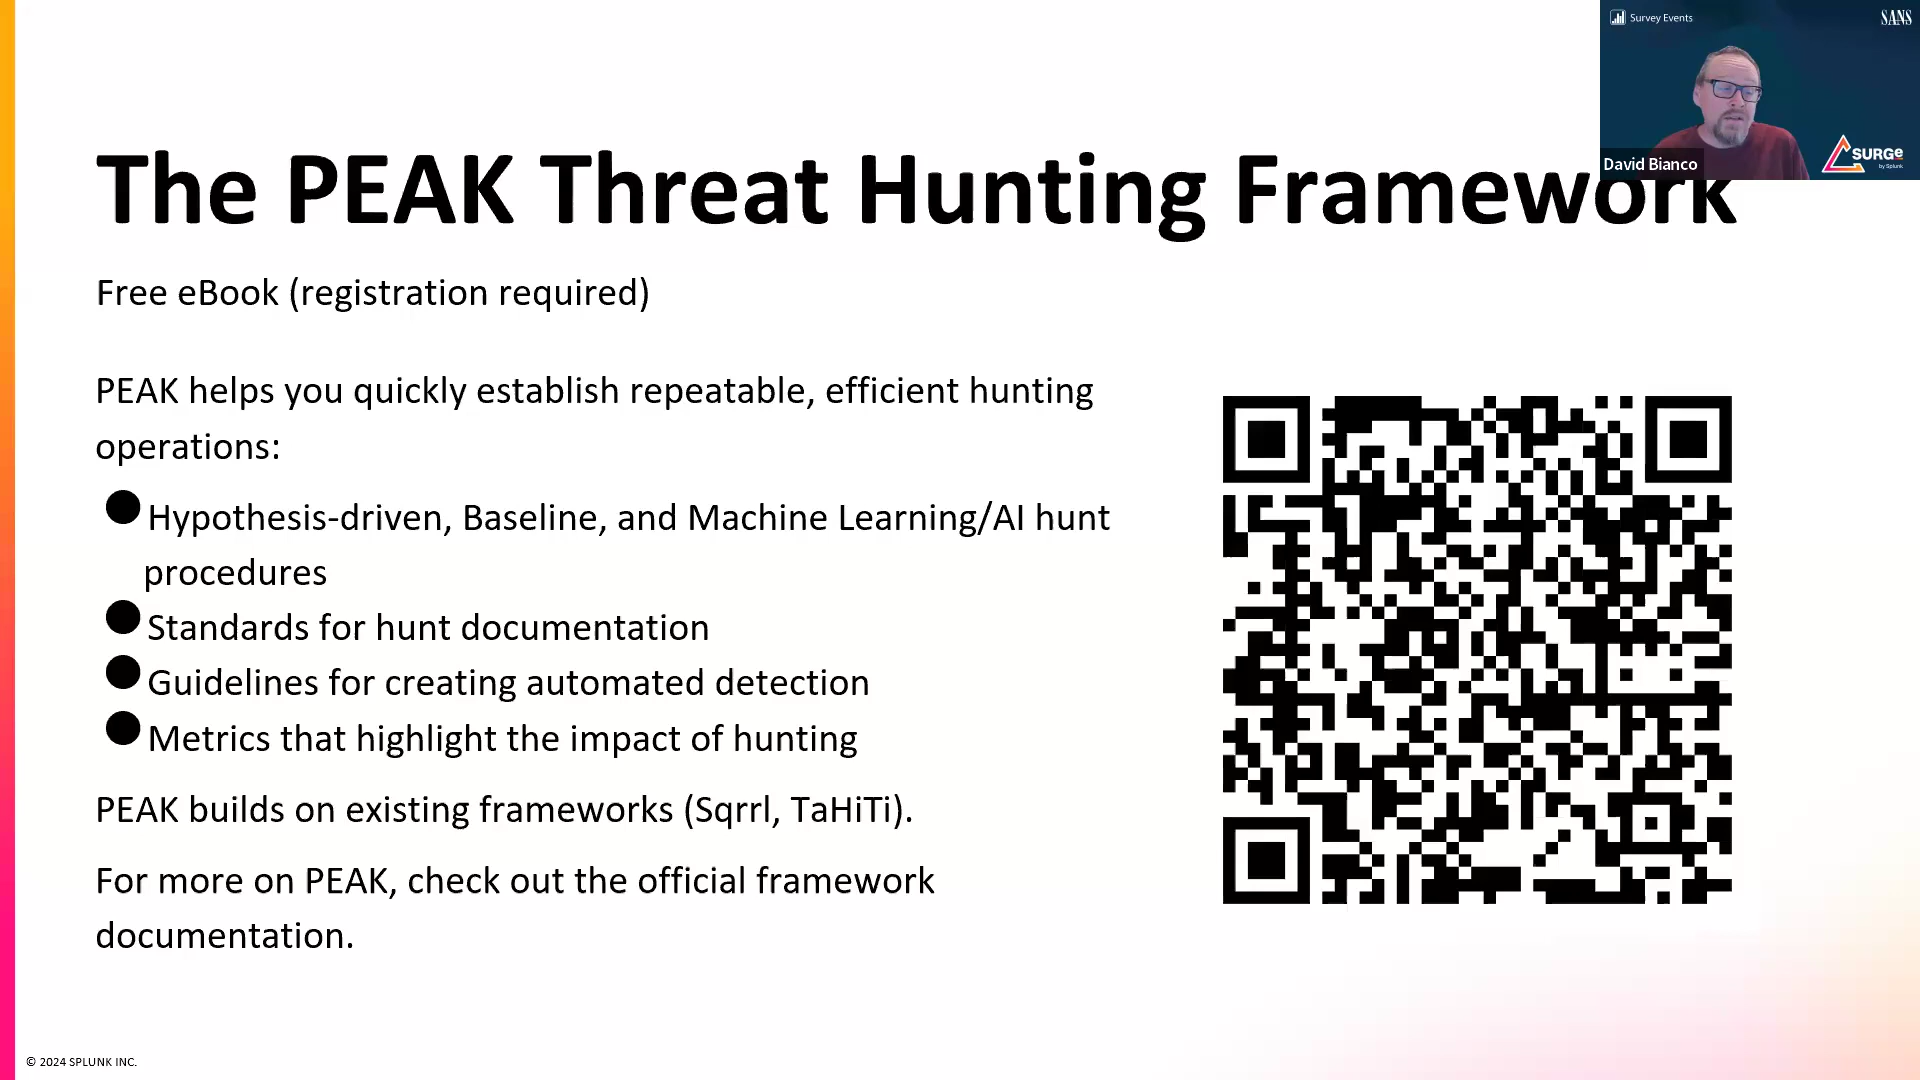 Survey Events
SANS
David Bianco
SURGe
by Splunk
The PEAK Threat Hunting Framework
Free eBook (registration required)
PEAK helps you quickly establish repeatable, efficient hunting
operations:
Hypothesis-driven, Baseline, and Machine Learning/AI hunt
procedures
Standards for hunt documentation
Guidelines for creating automated detection
Metrics that highlight the impact of hunting
PEAK builds on existing frameworks (Sqrrl, TaHiTi).
For more on PEAK, check out the official framework
documentation.
© 2024 SPLUNK INC.